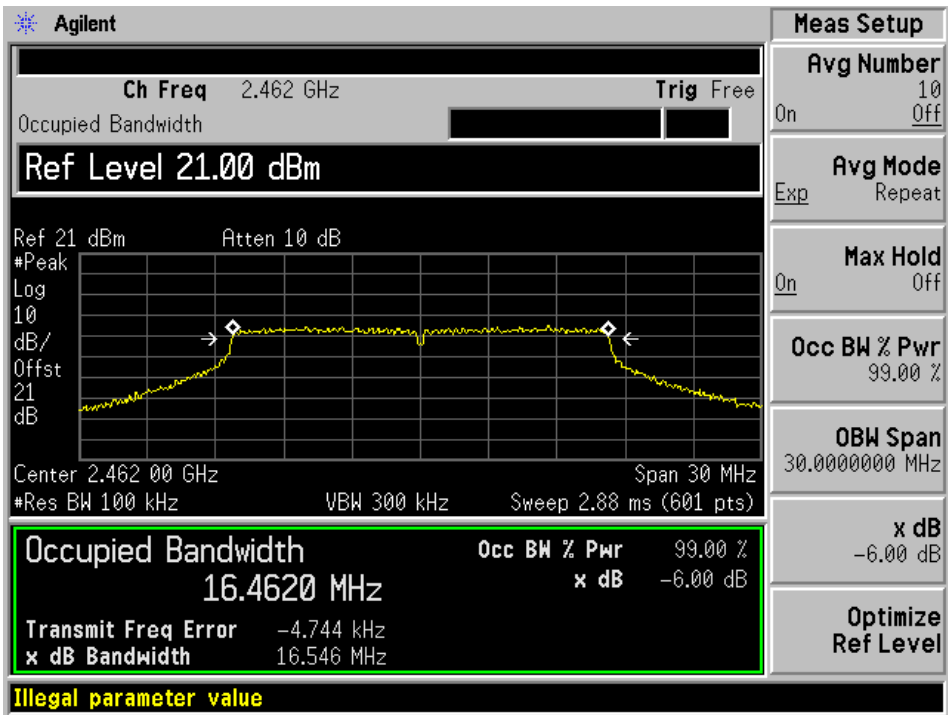 Agilent
Ch Freq 2.462 GHz Trig Free
Occupied Bandwidth
Ref Level 21.00 dBm
Ref 21 dBm Atten 10 dB
#Peak
Log
10
dB/
Offst
21
dB
Center 2.462 00 GHz Span 30 MHz
#Res BW 100 kHz VBW 300 kHz Sweep 2.88 ms (601 pts)
Occupied Bandwidth Occ BW % Pwr 99.00 %
16.4620 MHz x dB -6.00 dB
Transmit Freq Error -4.744 kHz
x dB Bandwidth 16.546 MHz
Illegal parameter value
Meas Setup
Avg Number
10
On Off
Avg Mode
Exp Repeat
Max Hold
On Off
Occ BW % Pwr
99.00 %
OBW Span
30.0000000 MHz
x dB
-6.00 dB
Optimize
Ref Level